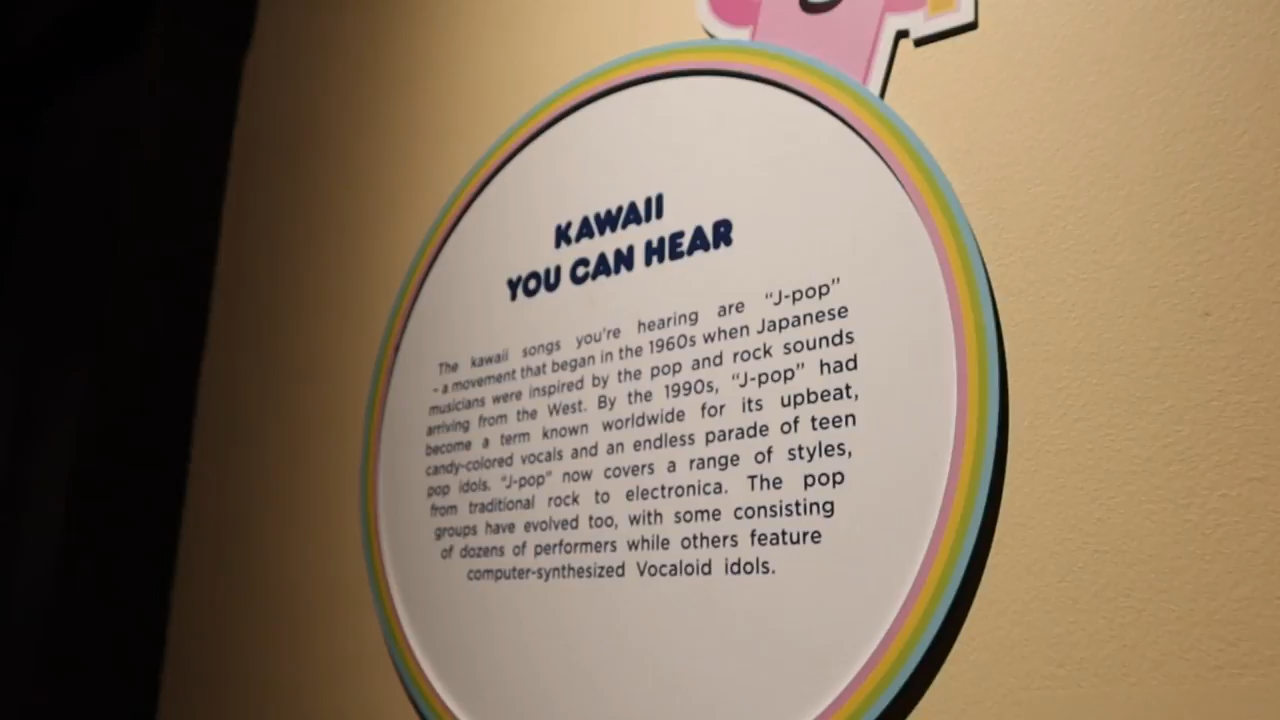 KAWAII
YOU CAN HEAR
The kawaii songs you're hearing are "J-pop"
- a movement that began in the 1960s when Japanese
musicians were inspired by the pop and rock sounds
arriving from the West. By the 1990s, "J-pop" had
become a term known worldwide for its upbeat,
candy-colored vocals and an endless parade of teen
pop idols. "J-pop" now covers a range of styles,
from traditional rock to electronica. The pop
groups have evolved too, with some consisting
of dozens of performers while others feature
computer-synthesized Vocaloid idols.